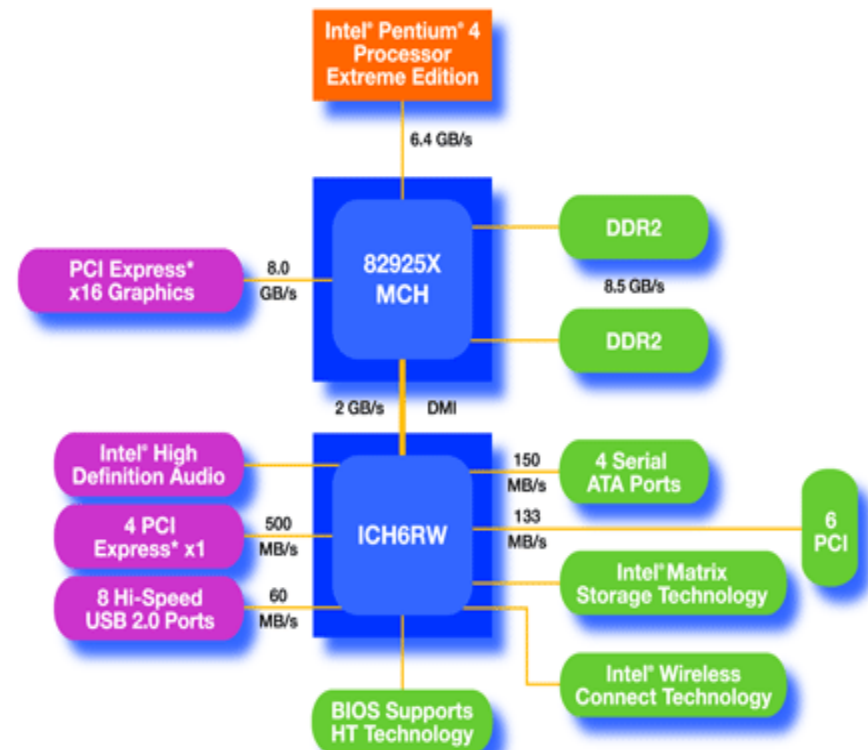 Intel® Pentium® 4
Processor
Extreme Edition
6.4 GB/s
82925X
MCH
DDR2
8.5 GB/s
DDR2
PCI Express*
x16 Graphics
8.0
GB/s
2 GB/s
DMI
Intel® High
Definition Audio
4 PCI
Express* x1
500
MB/s
8 Hi-Speed
USB 2.0 Ports
60
MB/s
ICH6RW
150
MB/s
4 Serial
ATA Ports
133
MB/s
6
PCI
Intel® Matrix
Storage Technology
Intel® Wireless
Connect Technology
BIOS Supports
HT Technology